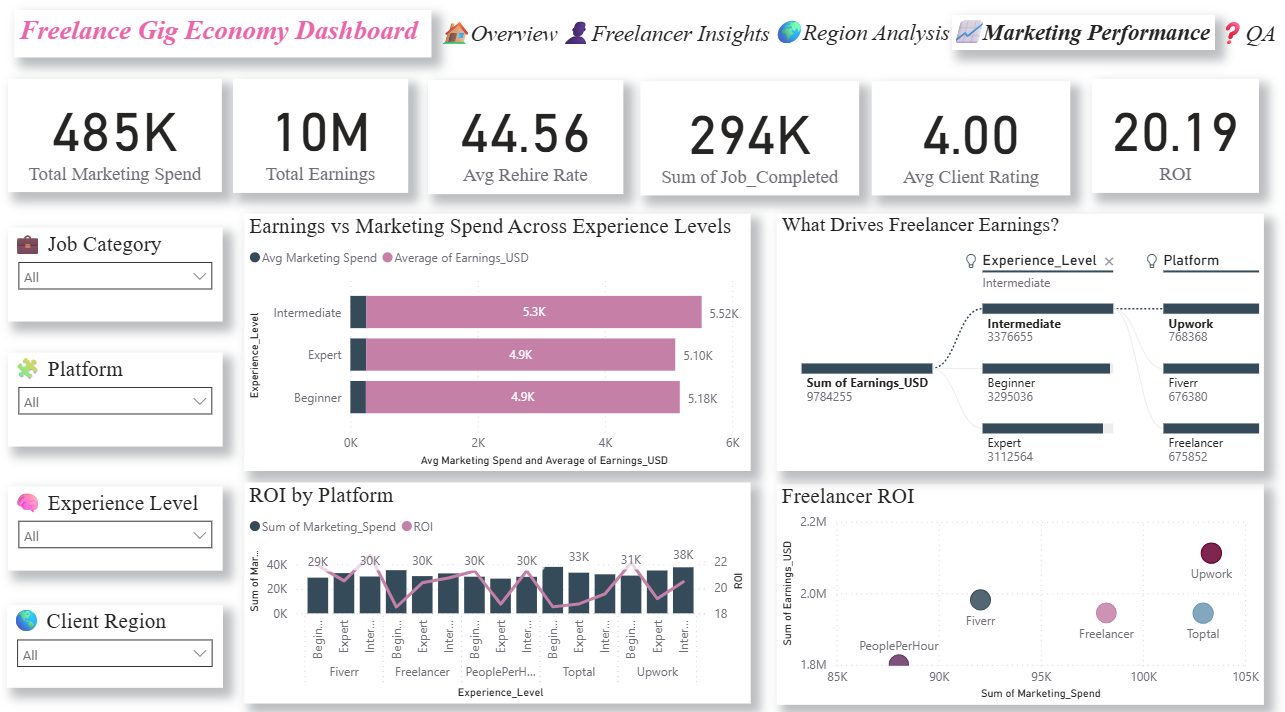 Freelance Gig Economy Dashboard
Overview
Freelancer Insights
Region Analysis
Marketing Performance
QA
485K
Total Marketing Spend
10M
Total Earnings
44.56
Avg Rehire Rate
294K
Sum of Job_Completed
4.00
Avg Client Rating
20.19
ROI
Job Category
All
Platform
All
Experience Level
All
Client Region
All
Earnings vs Marketing Spend Across Experience Levels
Avg Marketing Spend
Average of Earnings_USD
Experience_Level
Intermediate
5.3K
5.52K
Expert
4.9K
5.10K
Beginner
4.9K
5.18K
0K
2K
4K
6K
Avg Marketing Spend and Average of Earnings_USD
What Drives Freelancer Earnings?
Experience_Level
Intermediate
Platform
Sum of Earnings_USD
9784255
Intermediate
3376655
Beginner
3295036
Expert
3112564
Upwork
768368
Fiverr
676380
Freelancer
675852
ROI by Platform
Sum of Marketing_Spend
ROI
Sum of Mar...
40K
20K
0K
29K
30K
30K
30K
30K
33K
31K
38K
22
20
18
ROI
Begin...
Expert
Inter...
Begin...
Expert
Inter...
Begin...
Expert
Inter...
Begin...
Expert
Inter...
Begin...
Expert
Inter...
Fiverr
Freelancer
PeoplePerH...
Toptal
Upwork
Experience_Level
Freelancer ROI
Sum of Earnings_USD
2.2M
2.0M
1.8M
Upwork
Fiverr
Freelancer
Toptal
PeoplePerHour
85K
90K
95K
100K
105K
Sum of Marketing_Spend